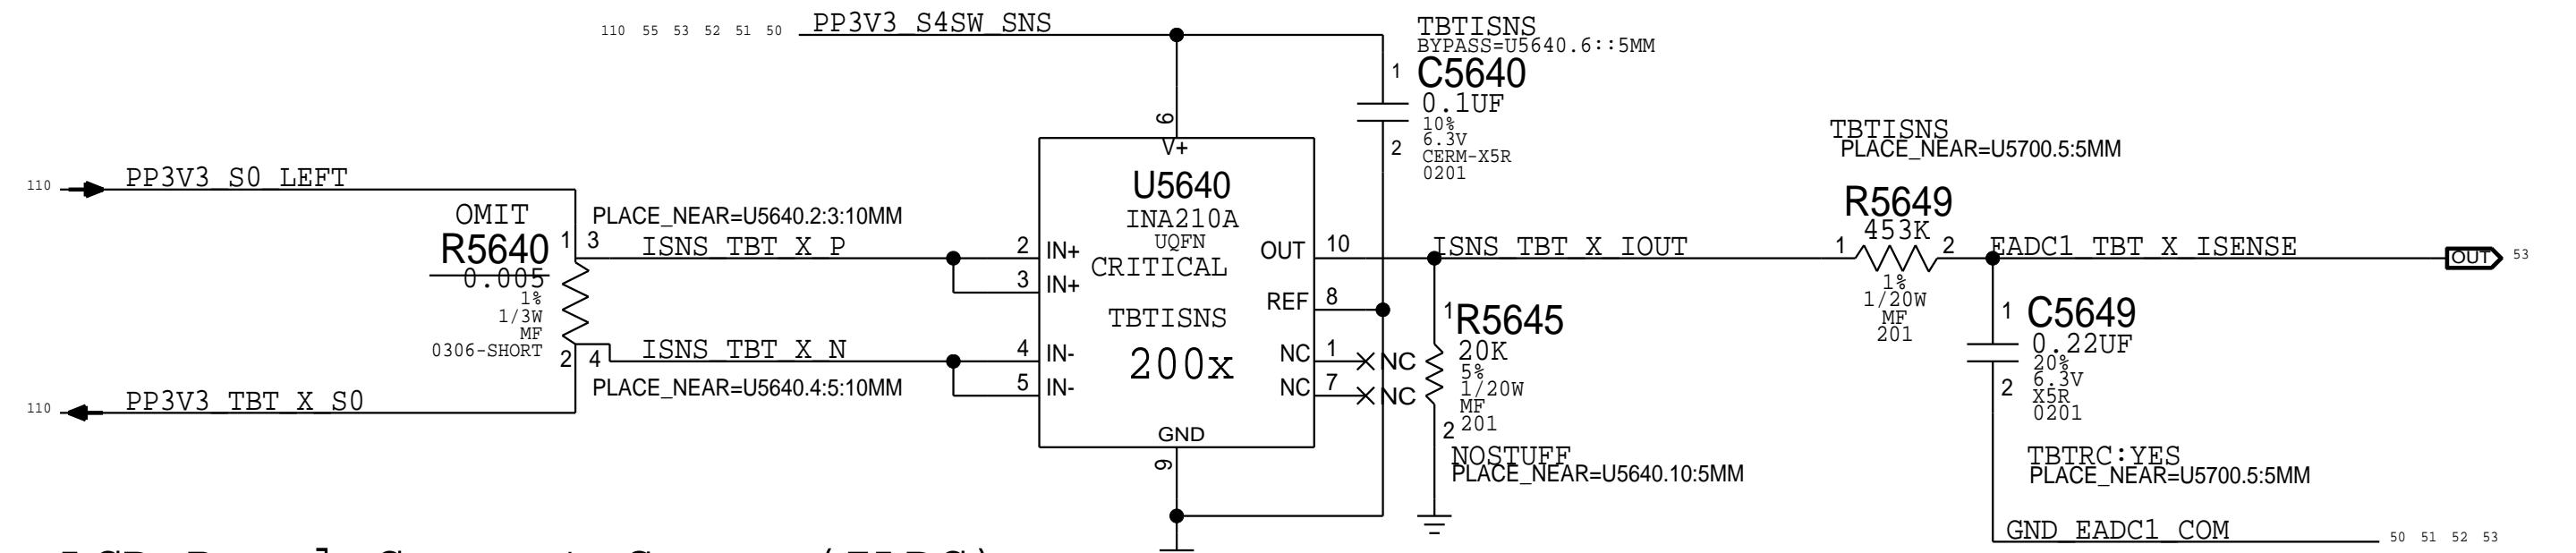 110 55 53 52 51 50 PP3V3_S4SW_SNS
TBTISNS
BYPASS=U5640.6::5MM
1 C5640
0.1UF
10%
6.3V
2 CERM-X5R
0201
6
V+
U5640
INA210A
UQFN
CRITICAL
TBTISNS
200x
110 PP3V3_S0_LEFT
OMIT
R5640
0.005
1%
1/3W
MF
0306-SHORT
1 3
2 4
PLACE_NEAR=U5640.2:3:10MM
ISNS_TBT_X_P
2 IN+
3 IN+
ISNS_TBT_X_N
4 IN-
5 IN-
PLACE_NEAR=U5640.4:5:10MM
110 PP3V3_TBT_X_S0
OUT 10
REF 8
NC 1 NC
NC 7 NC
GND
9
ISNS_TBT_X_IOUT
1 R5645
20K
5%
1/20W
MF
2 201
NOSTUFF
PLACE_NEAR=U5640.10:5MM
TBTISNS
PLACE_NEAR=U5700.5:5MM
R5649
453K
1 2
1%
1/20W
MF
201
EADC1_TBT_X_ISENSE
OUT 53
1 C5649
0.22UF
20%
6.3V
2 X5R
0201
TBTRC:YES
PLACE_NEAR=U5700.5:5MM
GND_EADC1_COM 50 51 52 53